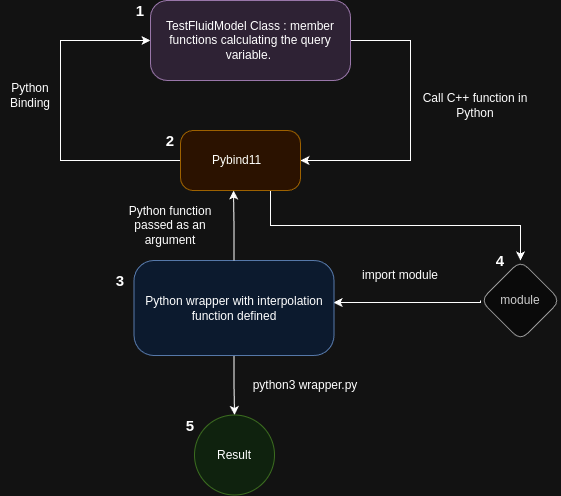 1
TestFluidModel Class : member
functions calculating the query
variable.
Python
Binding
Call C++ function in
Python
2
Pybind11
Python function
passed as an
argument
4
module
import module
3
Python wrapper with interpolation
function defined
python3 wrapper.py
5
Result